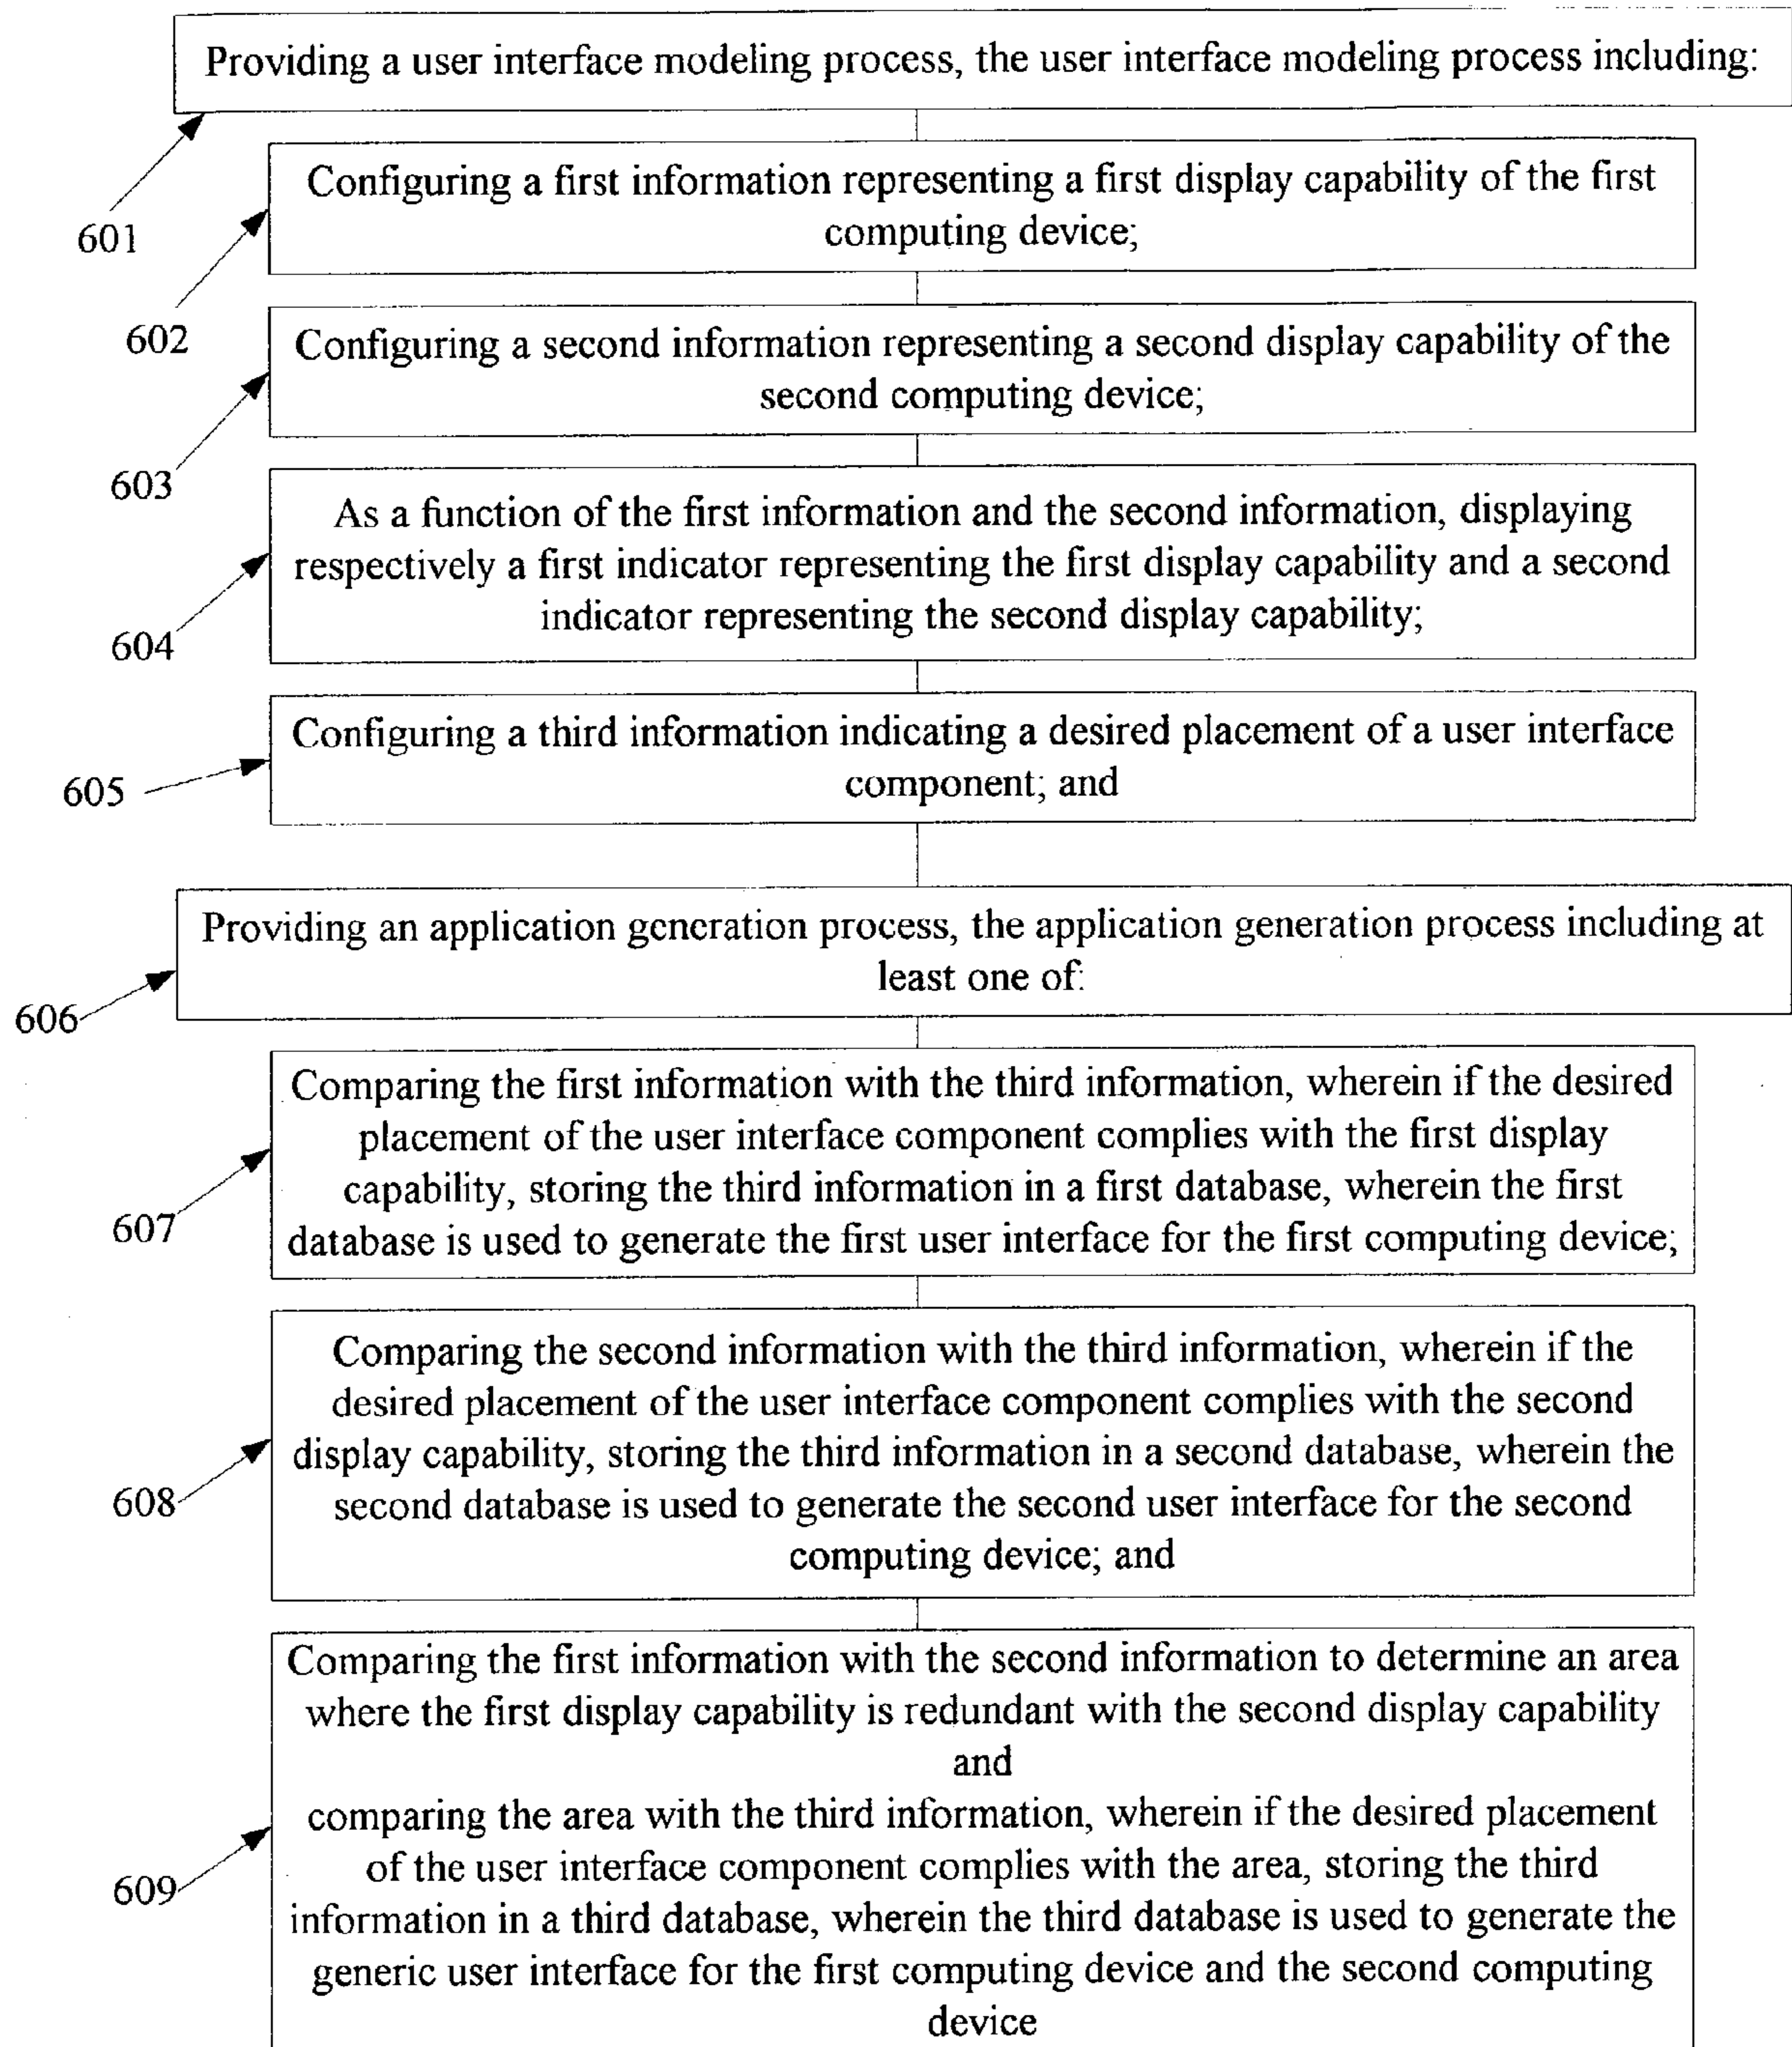 Providing a user interface modeling process, the user interface modeling process including:
601
Configuring a first information representing a first display capability of the first
computing device;
602
Configuring a second information representing a second display capability of the
second computing device;
603
As a function of the first information and the second information, displaying
respectively a first indicator representing the first display capability and a second
indicator representing the second display capability;
604
Configuring a third information indicating a desired placement of a user interface
component; and
605
Providing an application generation process, the application generation process including at
least one of:
606
Comparing the first information with the third information, wherein if the desired
placement of the user interface component complies with the first display
capability, storing the third information in a first database, wherein the first
database is used to generate the first user interface for the first computing device;
607
Comparing the second information with the third information, wherein if the
desired placement of the user interface component complies with the second
display capability, storing the third information in a second database, wherein the
second database is used to generate the second user interface for the second
computing device; and
608
Comparing the first information with the second information to determine an area
where the first display capability is redundant with the second display capability
and
comparing the area with the third information, wherein if the desired placement
of the user interface component complies with the area, storing the third
information in a third database, wherein the third database is used to generate the
generic user interface for the first computing device and the second computing
device
609